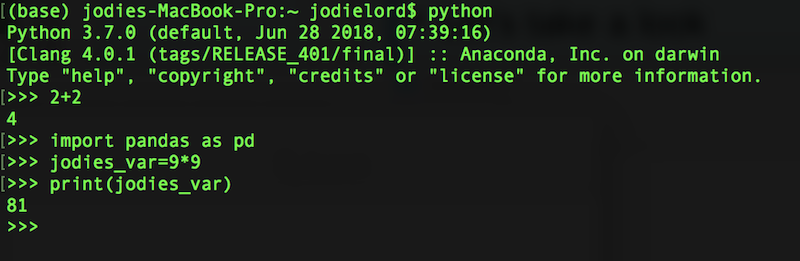 [(base) jodies-MacBook-Pro:~ jodielord$ python
Python 3.7.0 (default, Jun 28 2018, 07:39:16)
[Clang 4.0.1 (tags/RELEASE_401/final)] :: Anaconda, Inc. on darwin
Type "help", "copyright", "credits" or "license" for more information.
[>>> 2+2
4
[>>> import pandas as pd
[>>> jodies_var=9*9
[>>> print(jodies_var)
81
>>>